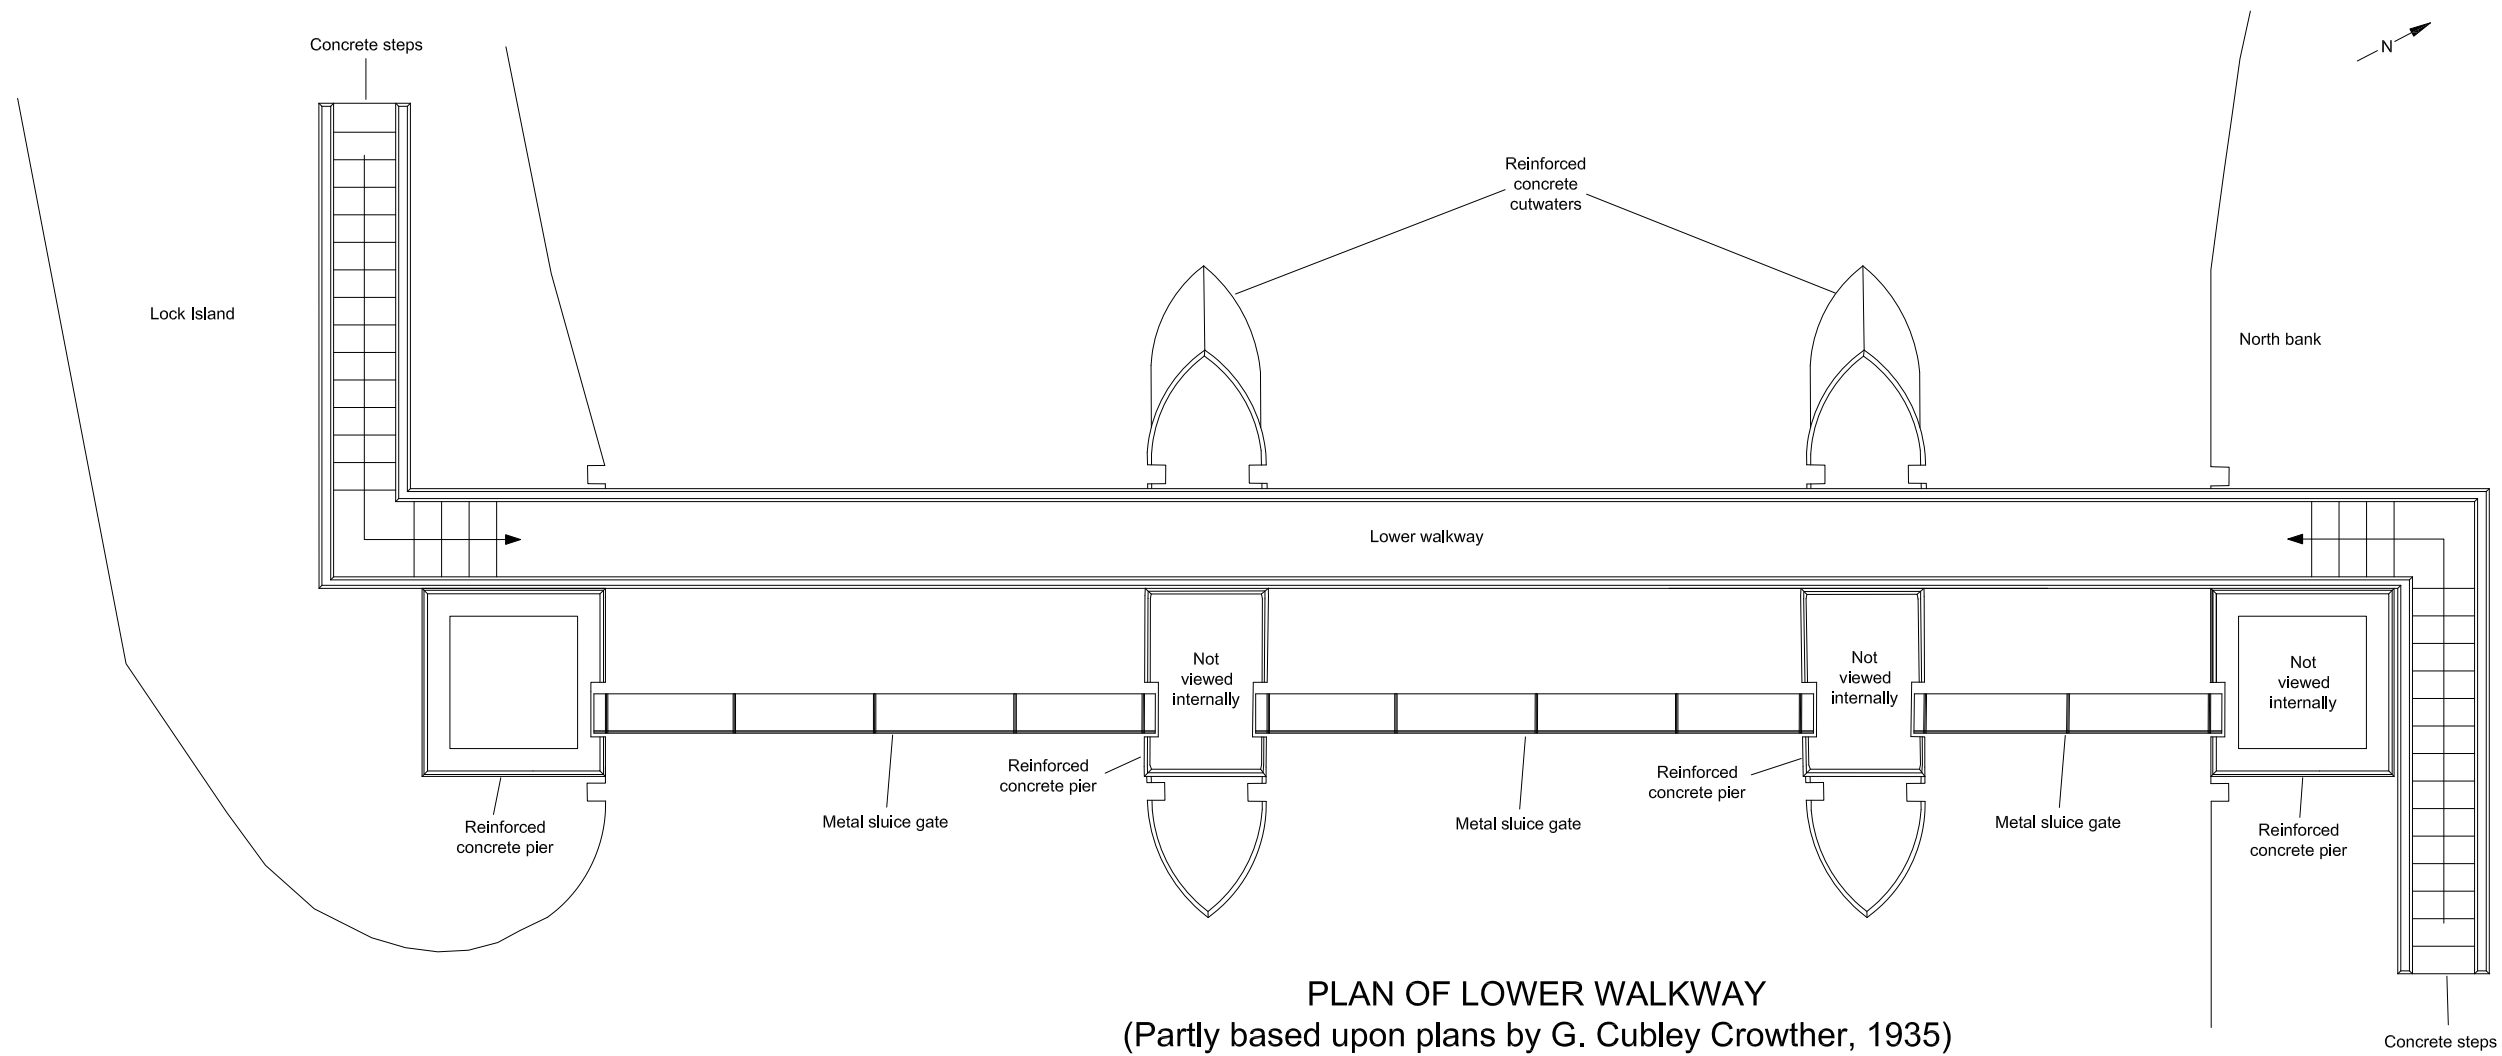 Concrete steps
N
Reinforced
concrete
cutwaters
Lock Island
North bank
Lower walkway
Not
viewed
internally
Not
viewed
internally
Not
viewed
internally
Reinforced
concrete pier
Reinforced
concrete pier
Metal sluice gate
Metal sluice gate
Metal sluice gate
Reinforced
concrete pier
Reinforced
concrete pier
PLAN OF LOWER WALKWAY
(Partly based upon plans by G. Cubley Crowther, 1935)
Concrete steps